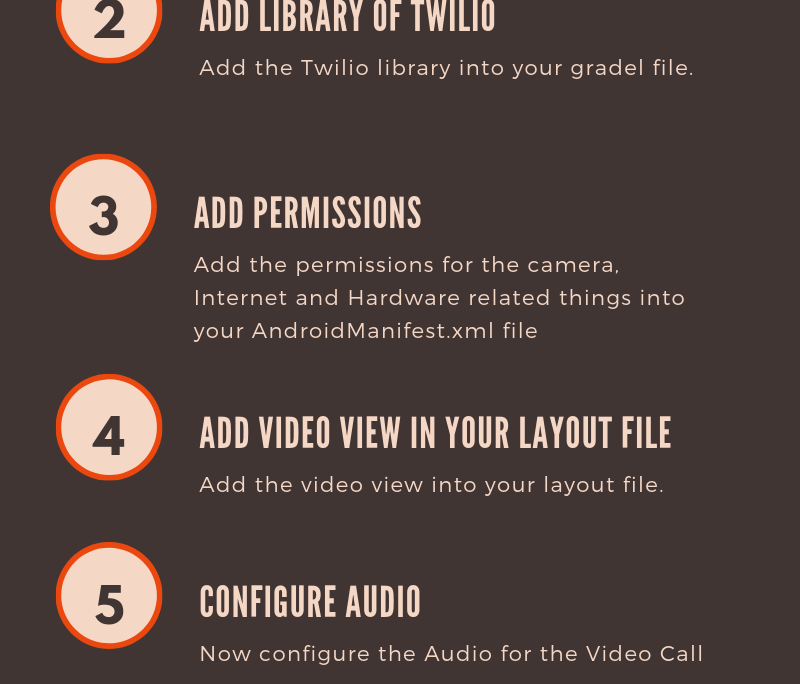 2
ADD LIBRARY OF TWILIO
Add the Twilio library into your gradel file.
3
ADD PERMISSIONS
Add the permissions for the camera,
Internet and Hardware related things into
your AndroidManifest.xml file
4
ADD VIDEO VIEW IN YOUR LAYOUT FILE
Add the video view into your layout file.
5
CONFIGURE AUDIO
Now configure the Audio for the Video Call